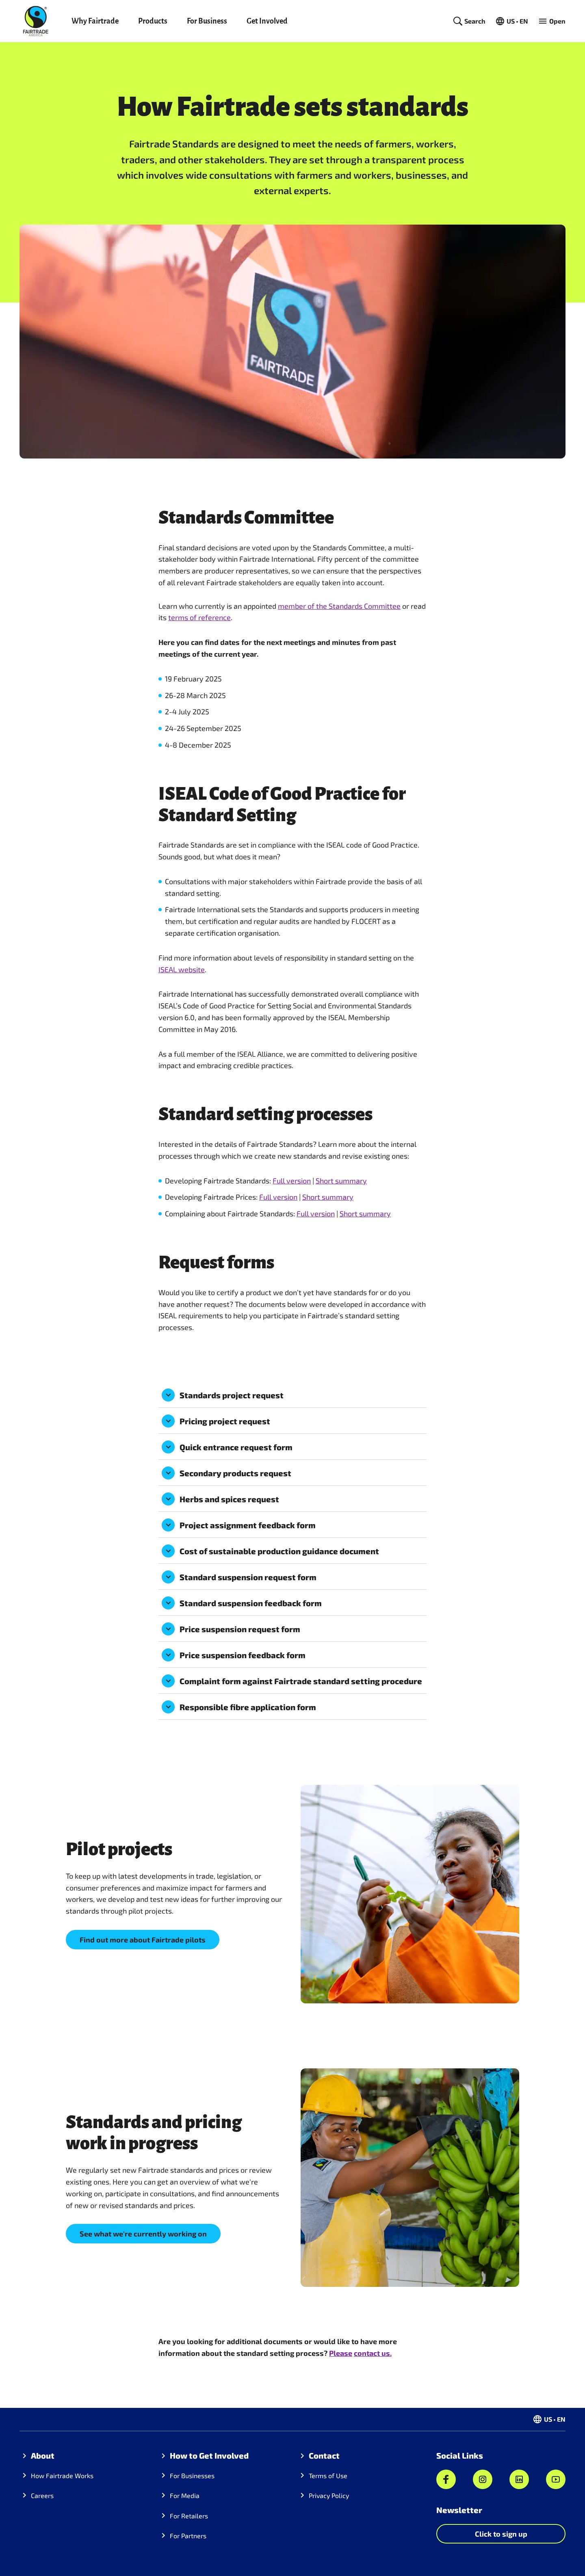 FAIRTRADE
AMERICA
Why Fairtrade
Products
For Business
Get Involved
Search
US • EN
Open
How Fairtrade sets standards
Fairtrade Standards are designed to meet the needs of farmers, workers,
traders, and other stakeholders. They are set through a transparent process
which involves wide consultations with farmers and workers, businesses, and
external experts.
FAIRTRADE
Standards Committee
Final standard decisions are voted upon by the Standards Committee, a multi-
stakeholder body within Fairtrade International. Fifty percent of the committee
members are producer representatives, so we can ensure that the perspectives
of all relevant Fairtrade stakeholders are equally taken into account.
Learn who currently is an appointed member of the Standards Committee or read
its terms of reference.
Here you can find dates for the next meetings and minutes from past
meetings of the current year.
19 February 2025
26-28 March 2025
2-4 July 2025
24-26 September 2025
4-8 December 2025
ISEAL Code of Good Practice for
Standard Setting
Fairtrade Standards are set in compliance with the ISEAL code of Good Practice.
Sounds good, but what does it mean?
Consultations with major stakeholders within Fairtrade provide the basis of all
standard setting.
Fairtrade International sets the Standards and supports producers in meeting
them, but certification and regular audits are handled by FLOCERT as a
separate certification organisation.
Find more information about levels of responsibility in standard setting on the
ISEAL website.
Fairtrade International has successfully demonstrated overall compliance with
ISEAL's Code of Good Practice for Setting Social and Environmental Standards
version 6.0, and has been formally approved by the ISEAL Membership
Committee in May 2016.
As a full member of the ISEAL Alliance, we are committed to delivering positive
impact and embracing credible practices.
Standard setting processes
Interested in the details of Fairtrade Standards? Learn more about the internal
processes through which we create new standards and revise existing ones:
Developing Fairtrade Standards: Full version | Short summary
Developing Fairtrade Prices: Full version | Short summary
Complaining about Fairtrade Standards: Full version | Short summary
Request forms
Would you like to certify a product we don't yet have standards for or do you
have another request? The documents below were developed in accordance with
ISEAL requirements to help you participate in Fairtrade's standard setting
processes.
Standards project request
Pricing project request
Quick entrance request form
Secondary products request
Herbs and spices request
Project assignment feedback form
Cost of sustainable production guidance document
Standard suspension request form
Standard suspension feedback form
Price suspension request form
Price suspension feedback form
Complaint form against Fairtrade standard setting procedure
Responsible fibre application form
Pilot projects
To keep up with latest developments in trade, legislation, or
consumer preferences and maximize impact for farmers and
workers, we develop and test new ideas for further improving our
standards through pilot projects.
Find out more about Fairtrade pilots
Standards and pricing
work in progress
We regularly set new Fairtrade standards and prices or review
existing ones. Here you can get an overview of what we're
working on, participate in consultations, and find announcements
of new or revised standards and prices.
See what we're currently working on
Are you looking for additional documents or would like to have more
information about the standard setting process? Please contact us.
US • EN
About
How Fairtrade Works
Careers
How to Get Involved
For Businesses
For Media
For Retailers
For Partners
Contact
Terms of Use
Privacy Policy
Social Links
Newsletter
Click to sign up